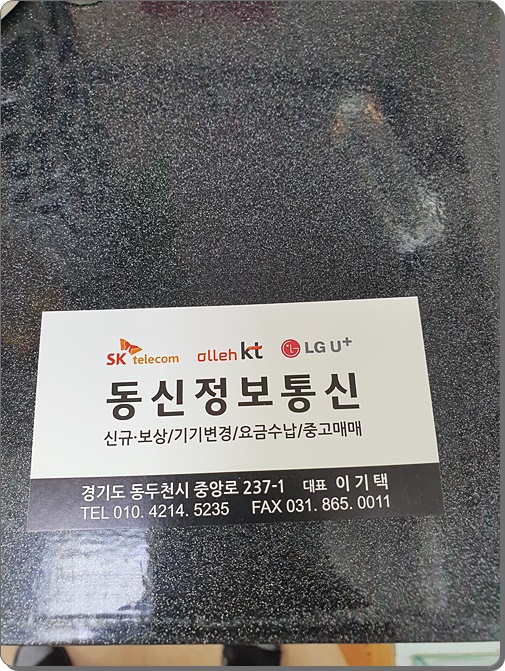 SK telecom olleh kt LG U+
동신정보통신
신규·보상/기기변경/요금수납/중고매매
경기도 동두천시 중앙로 237-1 대표 이기택
TEL 010. 4214. 5235 FAX 031. 865. 0011